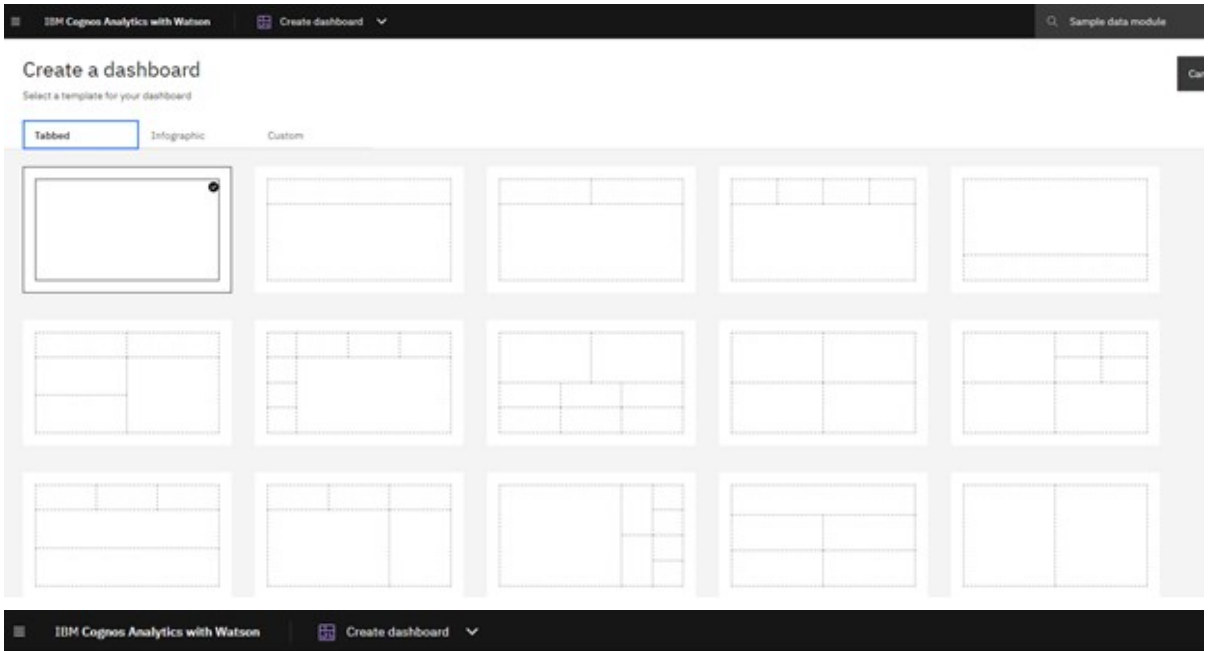 IBM Cognos Analytics with Watson Create dashboard Sample data module
Create a dashboard
Select a template for your dashboard
Tabbed Infographic Custom
IBM Cognos Analytics with Watson Create dashboard